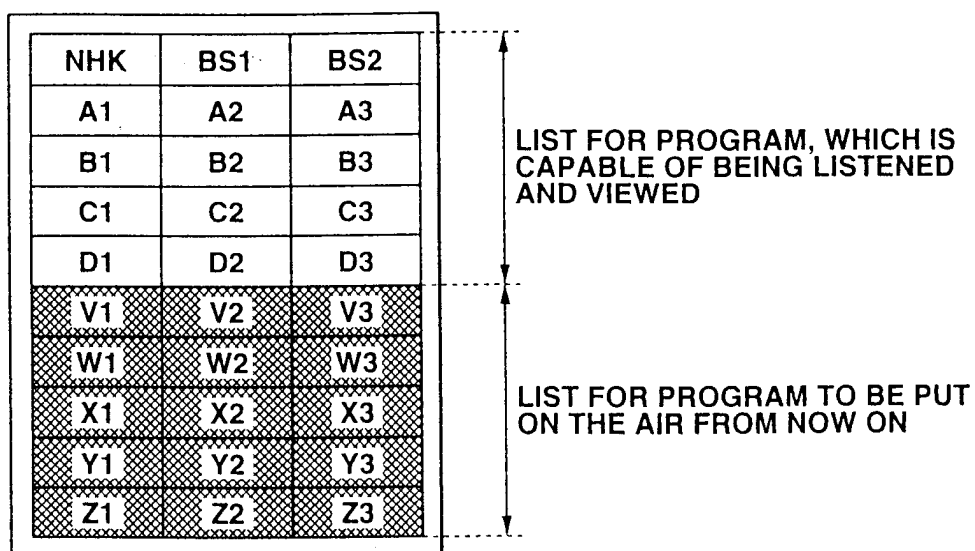 NHK BS1 BS2
A1 A2 A3
B1 B2 B3
C1 C2 C3
D1 D2 D3
V1 V2 V3
W1 W2 W3
X1 X2 X3
Y1 Y2 Y3
Z1 Z2 Z3
LIST FOR PROGRAM, WHICH IS
CAPABLE OF BEING LISTENED
AND VIEWED
LIST FOR PROGRAM TO BE PUT
ON THE AIR FROM NOW ON